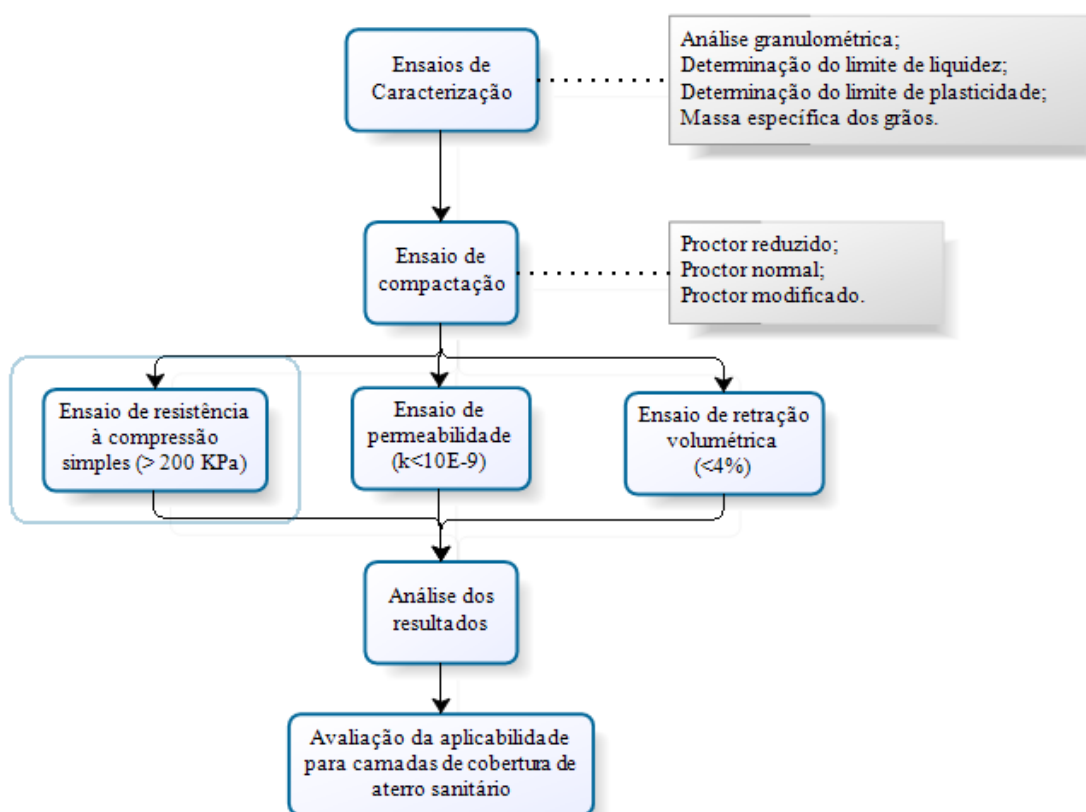 Ensaios de
Caracterização
Análise granulométrica;
Determinação do limite de liquidez;
Determinação do limite de plasticidade;
Massa específica dos grãos.
Ensaio de
compactação
Proctor reduzido;
Proctor normal;
Proctor modificado.
Ensaio de resistência
à compressão
simples (> 200 KPa)
Ensaio de
permeabilidade
(k<10E-9)
Ensaio de retração
volumétrica
(<4%)
Análise dos
resultados
Avaliação da aplicabilidade
para camadas de cobertura de
aterro sanitário